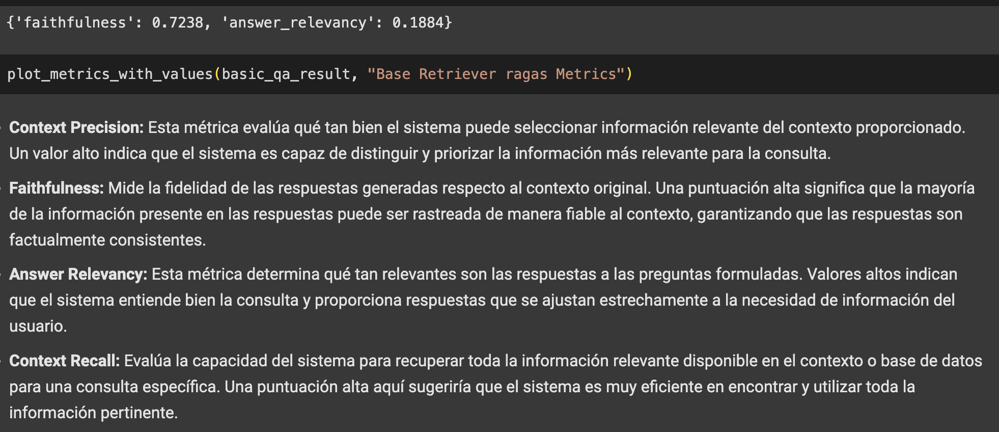 {'faithfulness': 0.7238, 'answer_relevancy': 0.1884}
plot_metrics_with_values(basic_qa_result, "Base Retriever ragas Metrics")
Context Precision: Esta métrica evalúa qué tan bien el sistema puede seleccionar información relevante del contexto proporcionado.
Un valor alto indica que el sistema es capaz de distinguir y priorizar la información más relevante para la consulta.
Faithfulness: Mide la fidelidad de las respuestas generadas respecto al contexto original. Una puntuación alta significa que la mayoría
de la información presente en las respuestas puede ser rastreada de manera fiable al contexto, garantizando que las respuestas son
factualmente consistentes.
Answer Relevancy: Esta métrica determina qué tan relevantes son las respuestas a las preguntas formuladas. Valores altos indican
que el sistema entiende bien la consulta y proporciona respuestas que se ajustan estrechamente a la necesidad de información del
usuario.
Context Recall: Evalúa la capacidad del sistema para recuperar toda la información relevante disponible en el contexto o base de datos
para una consulta específica. Una puntuación alta aquí sugeriría que el sistema es muy eficiente en encontrar y utilizar toda la
información pertinente.